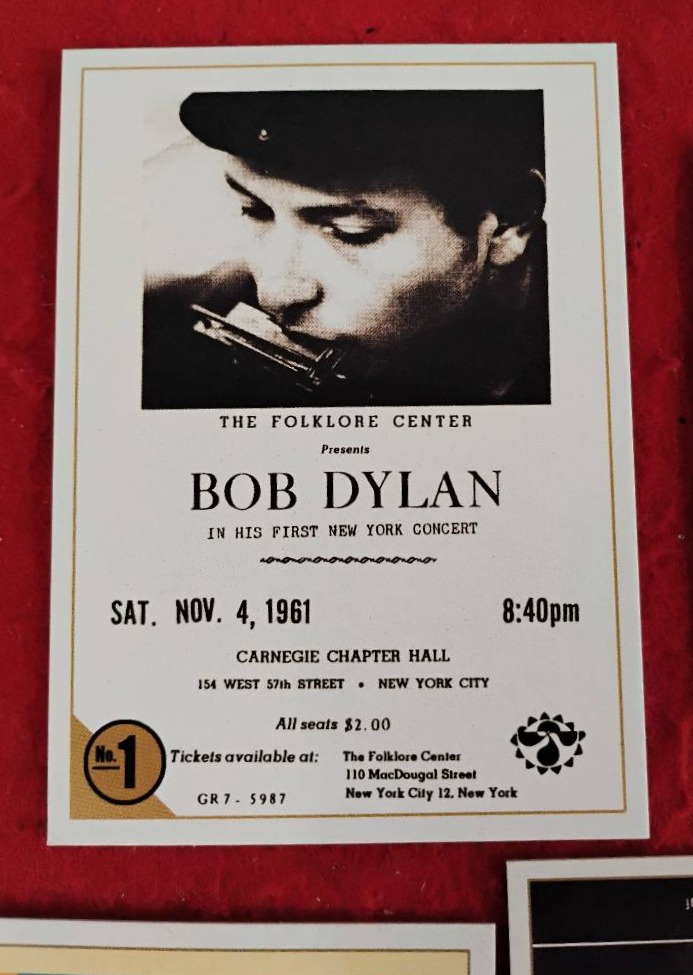 THE FOLKLORE CENTER
Presents
BOB DYLAN
IN HIS FIRST NEW YORK CONCERT
SAT. NOV. 4, 1961 8:40pm
CARNEGIE CHAPTER HALL
154 WEST 57th STREET • NEW YORK CITY
All seats $2.00
No. 1
Tickets available at: The Folklore Center
110 MacDougal Street
GR 7 - 5987 New York City 12, New York